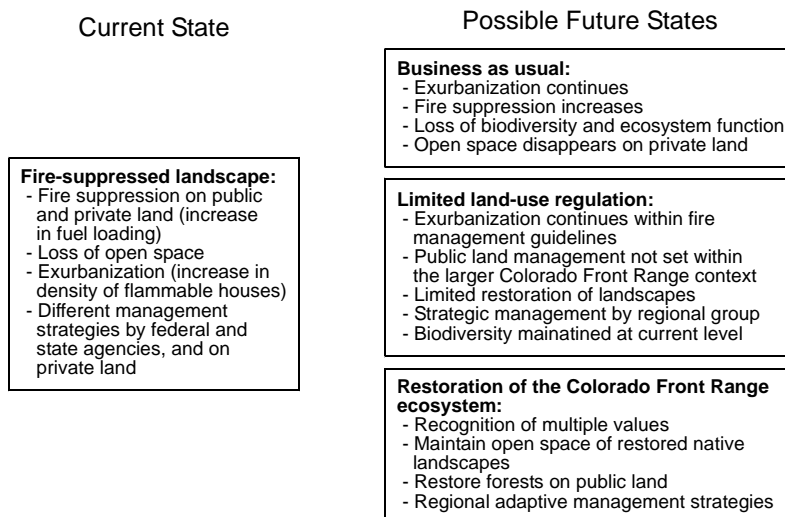 Current State
Possible Future States
Fire-suppressed landscape:
- Fire suppression on public
and private land (increase
in fuel loading)
- Loss of open space
- Exurbanization (increase in
density of flammable houses)
- Different management
strategies by federal and
state agencies, and on
private land
Business as usual:
- Exurbanization continues
- Fire suppression increases
- Loss of biodiversity and ecosystem function
- Open space disappears on private land
Limited land-use regulation:
- Exurbanization continues within fire
management guidelines
- Public land management not set within
the larger Colorado Front Range context
- Limited restoration of landscapes
- Strategic management by regional group
- Biodiversity mainatined at current level
Restoration of the Colorado Front Range
ecosystem:
- Recognition of multiple values
- Maintain open space of restored native
landscapes
- Restore forests on public land
- Regional adaptive management strategies